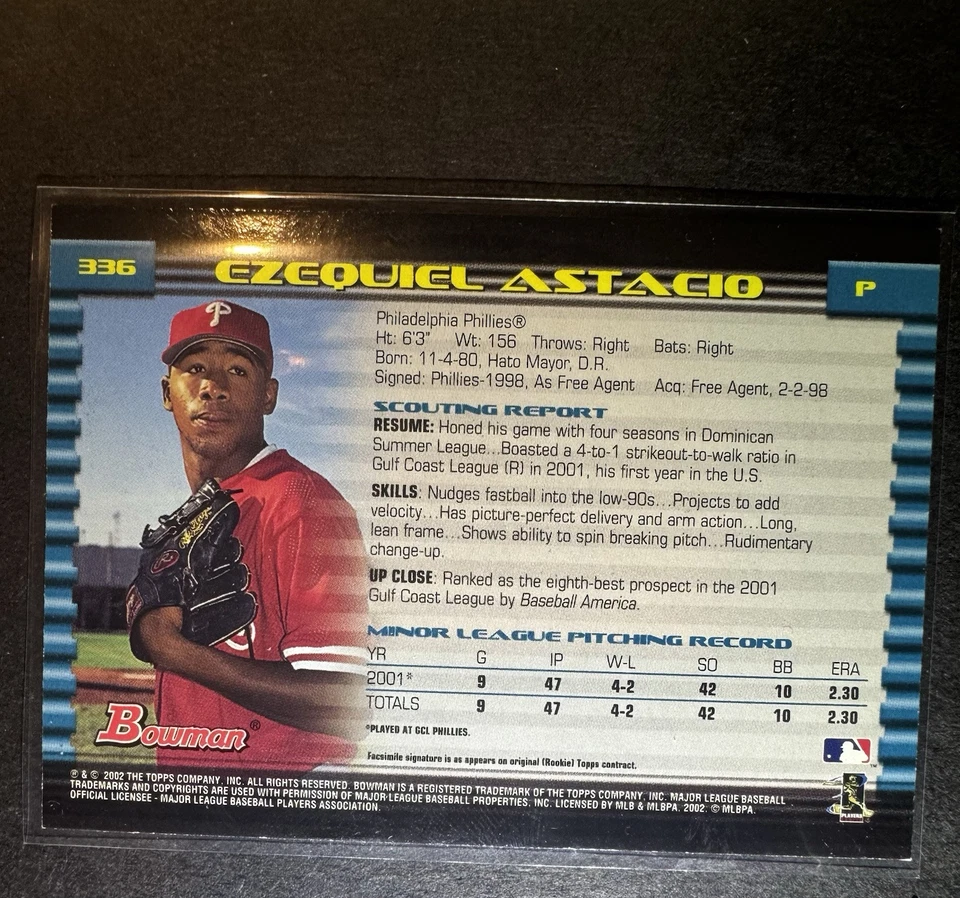 336
EZEQUIEL ASTACIO
P
Philadelphia Phillies®
Ht: 6'3" Wt: 156 Throws: Right Bats: Right
Born: 11-4-80, Hato Mayor, D.R.
Signed: Phillies-1998, As Free Agent Acq: Free Agent, 2-2-98
SCOUTING REPORT
RESUME: Honed his game with four seasons in Dominican
Summer League...Boasted a 4-to-1 strikeout-to-walk ratio in
Gulf Coast League (R) in 2001, his first year in the U.S.
SKILLS: Nudges fastball into the low-90s...Projects to add
velocity...Has picture-perfect delivery and arm action...Long,
lean frame...Shows ability to spin breaking pitch...Rudimentary
change-up.
UP CLOSE: Ranked as the eighth-best prospect in the 2001
Gulf Coast League by Baseball America.
MINOR LEAGUE PITCHING RECORD
YR G IP W-L SO BB ERA
2001* 9 47 4-2 42 10 2.30
TOTALS 9 47 4-2 42 10 2.30
*PLAYED AT GCL PHILLIES.
Facsimile signature is as appears on original (Rookie) Topps contract.
P
R
Bowman®
TM
PLAYERS
® & © 2002 THE TOPPS COMPANY, INC. ALL RIGHTS RESERVED. BOWMAN IS A REGISTERED TRADEMARK OF THE TOPPS COMPANY, INC. MAJOR LEAGUE BASEBALL
TRADEMARKS AND COPYRIGHTS ARE USED WITH PERMISSION OF MAJOR LEAGUE BASEBALL PROPERTIES, INC. LICENSED BY MLB & MLBPA. 2002. © MLBPA.
OFFICIAL LICENSEE - MAJOR LEAGUE BASEBALL PLAYERS ASSOCIATION.